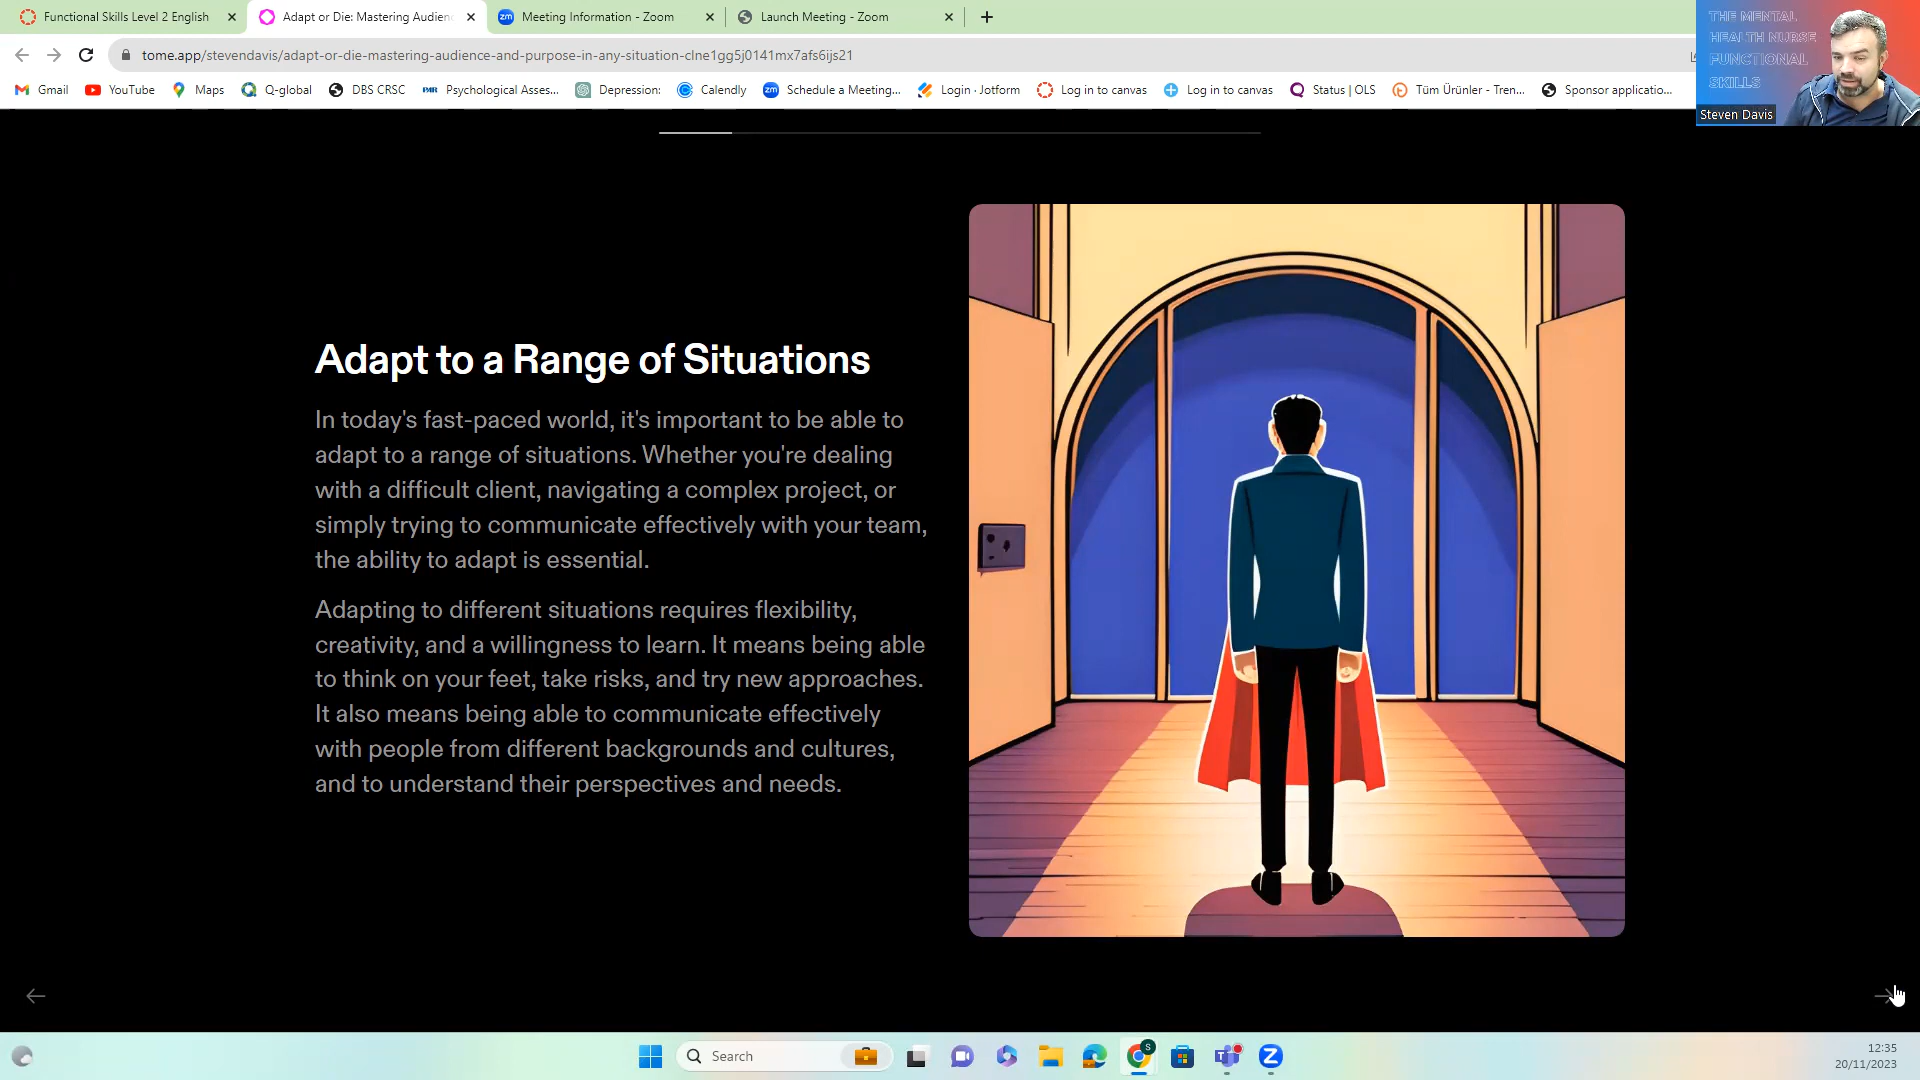 Functional Skills Level 2 English
Adapt or Die: Mastering Audien
Meeting Information - Zoom
Launch Meeting - Zoom
tome.app/stevendavis/adapt-or-die-mastering-audience-and-purpose-in-any-situation-clne1gg5j0141mx7afs6ijs21
Gmail
YouTube
Maps
Q-global
DBS CRSC
Psychological Asses...
Depression:
Calendly
Schedule a Meeting...
Login · Jotform
Log in to canvas
Log in to canvas
Status | OLS
Tüm Ürünler - Tren...
Sponsor applicatio...
THE MENTAL
HEALTH NURSE
FUNCTIONAL
SKILLS
Steven Davis
Adapt to a Range of Situations
In today's fast-paced world, it's important to be able to
adapt to a range of situations. Whether you're dealing
with a difficult client, navigating a complex project, or
simply trying to communicate effectively with your team,
the ability to adapt is essential.
Adapting to different situations requires flexibility,
creativity, and a willingness to learn. It means being able
to think on your feet, take risks, and try new approaches.
It also means being able to communicate effectively
with people from different backgrounds and cultures,
and to understand their perspectives and needs.
Search
12:35
20/11/2023